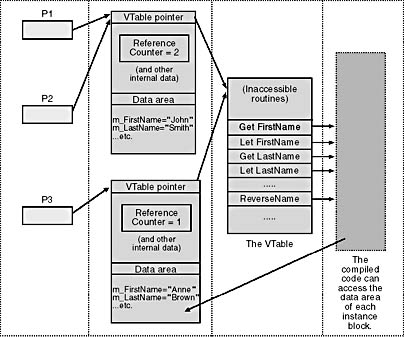 P1
P2
P3
VTable pointer
Reference
Counter = 2
(and other
internal data)
Data area
m_FirstName="John"
m_LastName="Smith"
...etc.
VTable pointer
Reference
Counter = 1
(and other
internal data)
Data area
m_FirstName="Anne"
m_LastName="Brown"
...etc.
(Inaccessible
routines)
Get FirstName
Let FirstName
Get LastName
Let LastName
.....
ReverseName
.....
The VTable
The
compiled
code can
access the
data area
of each
instance
block.